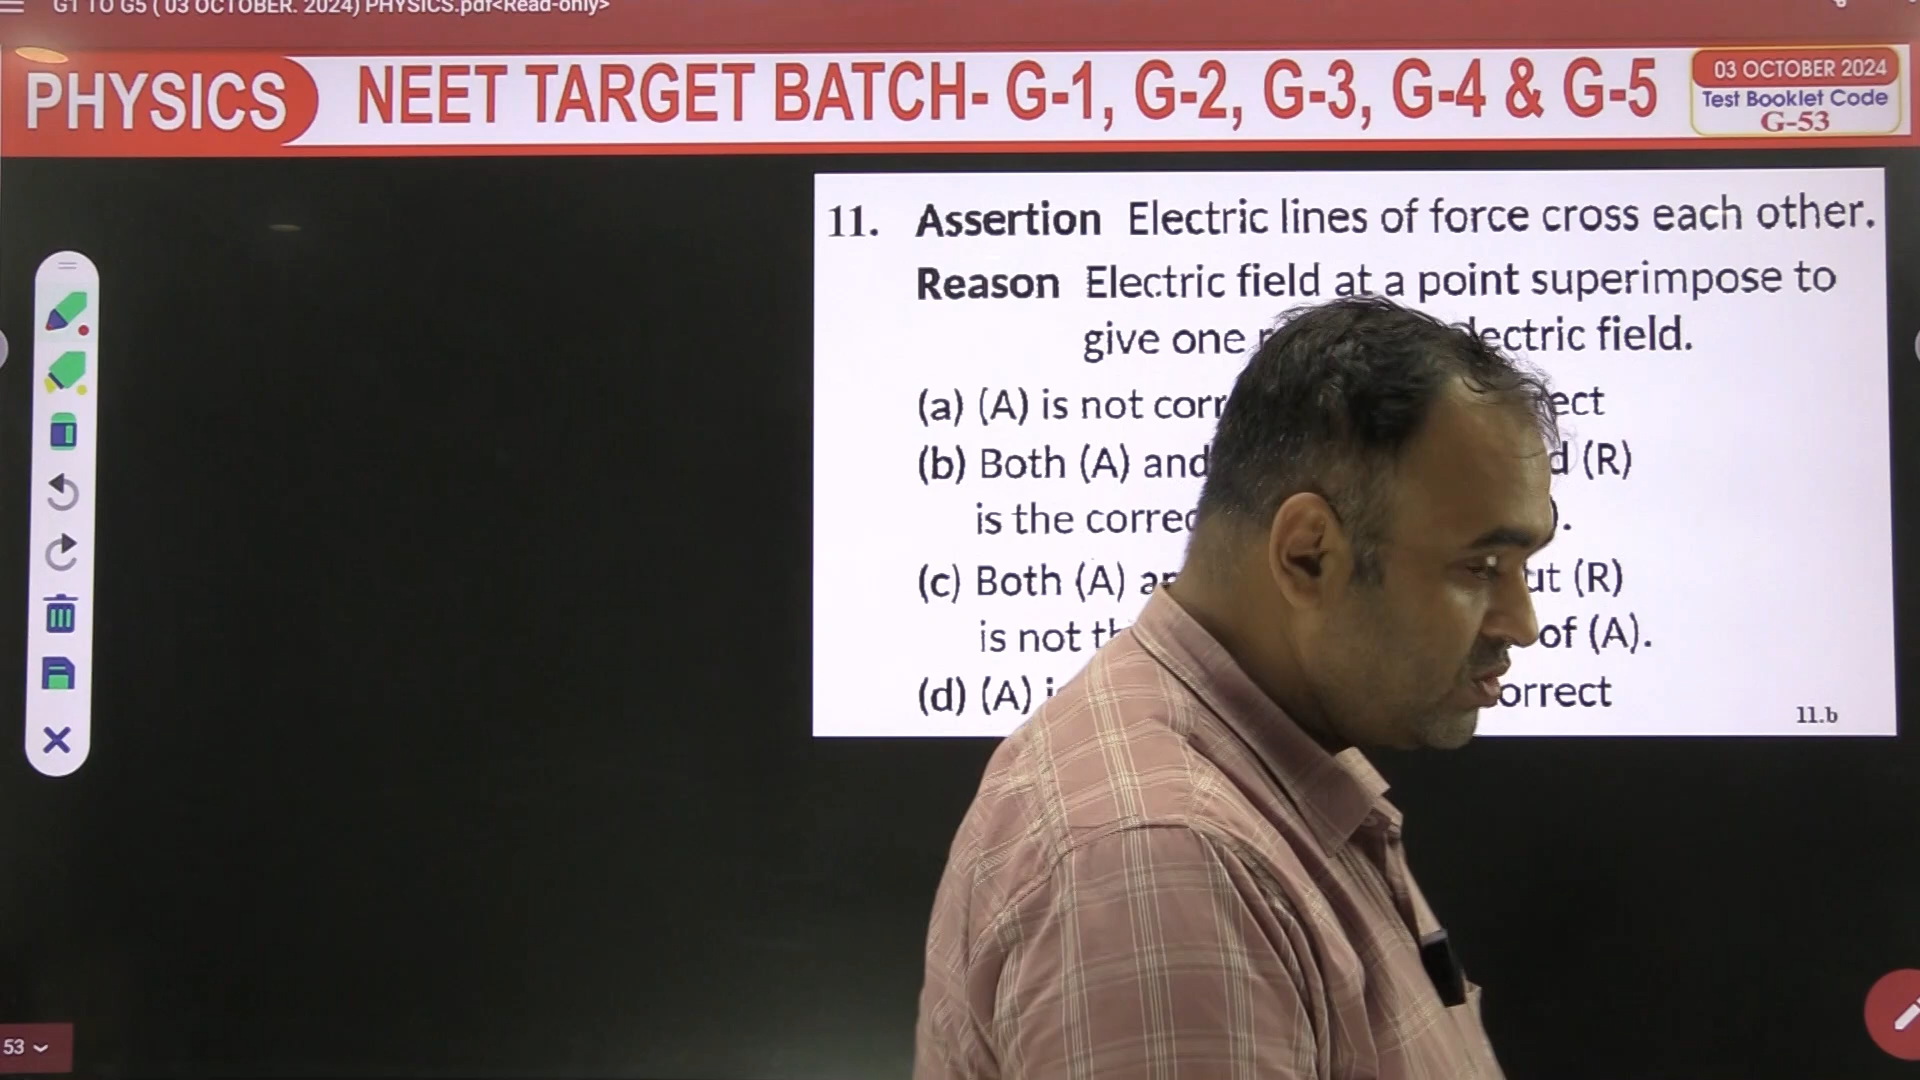 G1 TO G5 ( 03 OCTOBER. 2024) PHYSICS.pdf<Read-only>
PHYSICS
NEET TARGET BATCH- G-1, G-2, G-3, G-4 & G-5
03 OCTOBER 2024
Test Booklet Code
G-53
11. Assertion Electric lines of force cross each other.
Reason Electric field at a point superimpose to
give one ectric field.
(a) (A) is not corr ect
(b) Both (A) and (R)
is the correc ).
(c) Both (A) (R)
is not of (A).
(d) (A) orrect
11.b
53